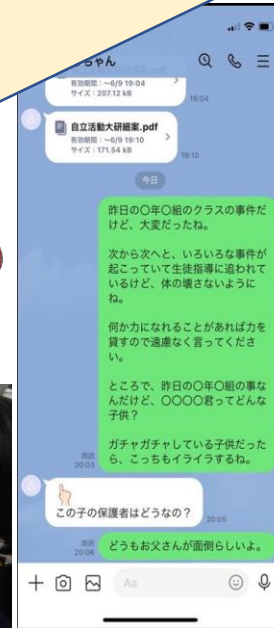 ちゃん
有効期間：～6/9 19:04
サイズ：207.12 kB
19:04
自立活動大研細案.pdf
有効期間：～6/9 19:10
サイズ：171.54 kB
19:10
今日
昨日の〇年〇組のクラスの事件だ
けど、大変だったね。
次から次へと、いろいろな事件が
起こっていて生徒指導に追われて
いるけど、体の壊さないように
ね。
何か力になれることがあれば力を
貸すので遠慮なく言ってくださ
い。
ところで、昨日の〇年〇組の事な
んだけど、〇〇〇〇君ってどんな
子供？
ガチャガチャしている子供だった
ら、こっちもイライラするね。
既読
20:03
この子の保護者はどうなの？
20:06
既読
20:06
どうもお父さんが面倒らしいよ。
Aa